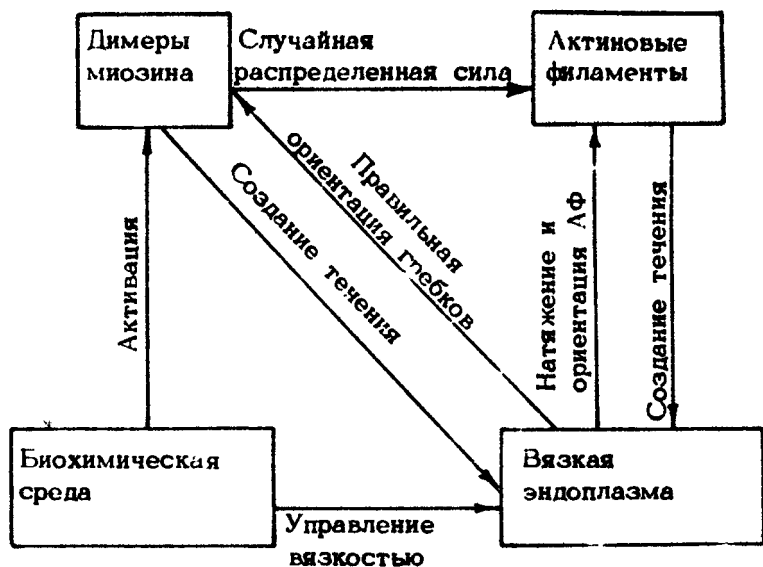 Димеры
миозина
Случайная
распределенная сила
Актиновые
филаменты
Правильная
ориентация гребков
Создание течения
Активация
Натяжение и
ориентация АФ
Создание течения
Биохимическая
среда
Управление
вязкостью
Вязкая
эндоплазма